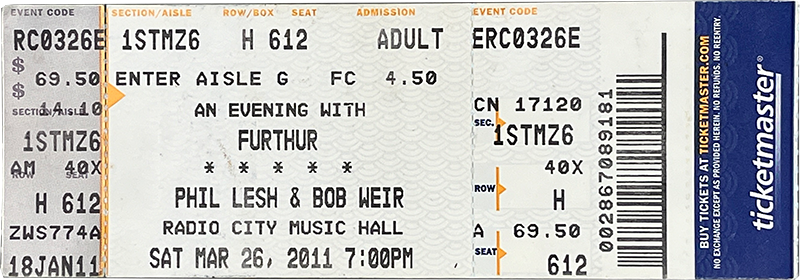 EVENT CODE
RC0326E
$ 69.50
$
14.10
SECTION/AISLE
1STMZ6
AM 40X
ROW SEAT
H 612
ZWS774A
18JAN11
SECTION/AISLE ROW/BOX SEAT ADMISSION
1STMZ6 H 612 ADULT
ENTER AISLE G FC 4.50
AN EVENING WITH
FURTHUR
* * * * *
PHIL LESH & BOB WEIR
RADIO CITY MUSIC HALL
SAT MAR 26, 2011 7:00PM
EVENT CODE
ERC0326E
CN 17120
SEC.
1STMZ6
40X
ROW
H
A 69.50
SEAT
612
002867089181
BUY TICKETS AT TICKETMASTER.COM
NO EXCHANGE EXCEPT AS PROVIDED HEREIN. NO REFUNDS. NO REENTRY.
ticketmaster®